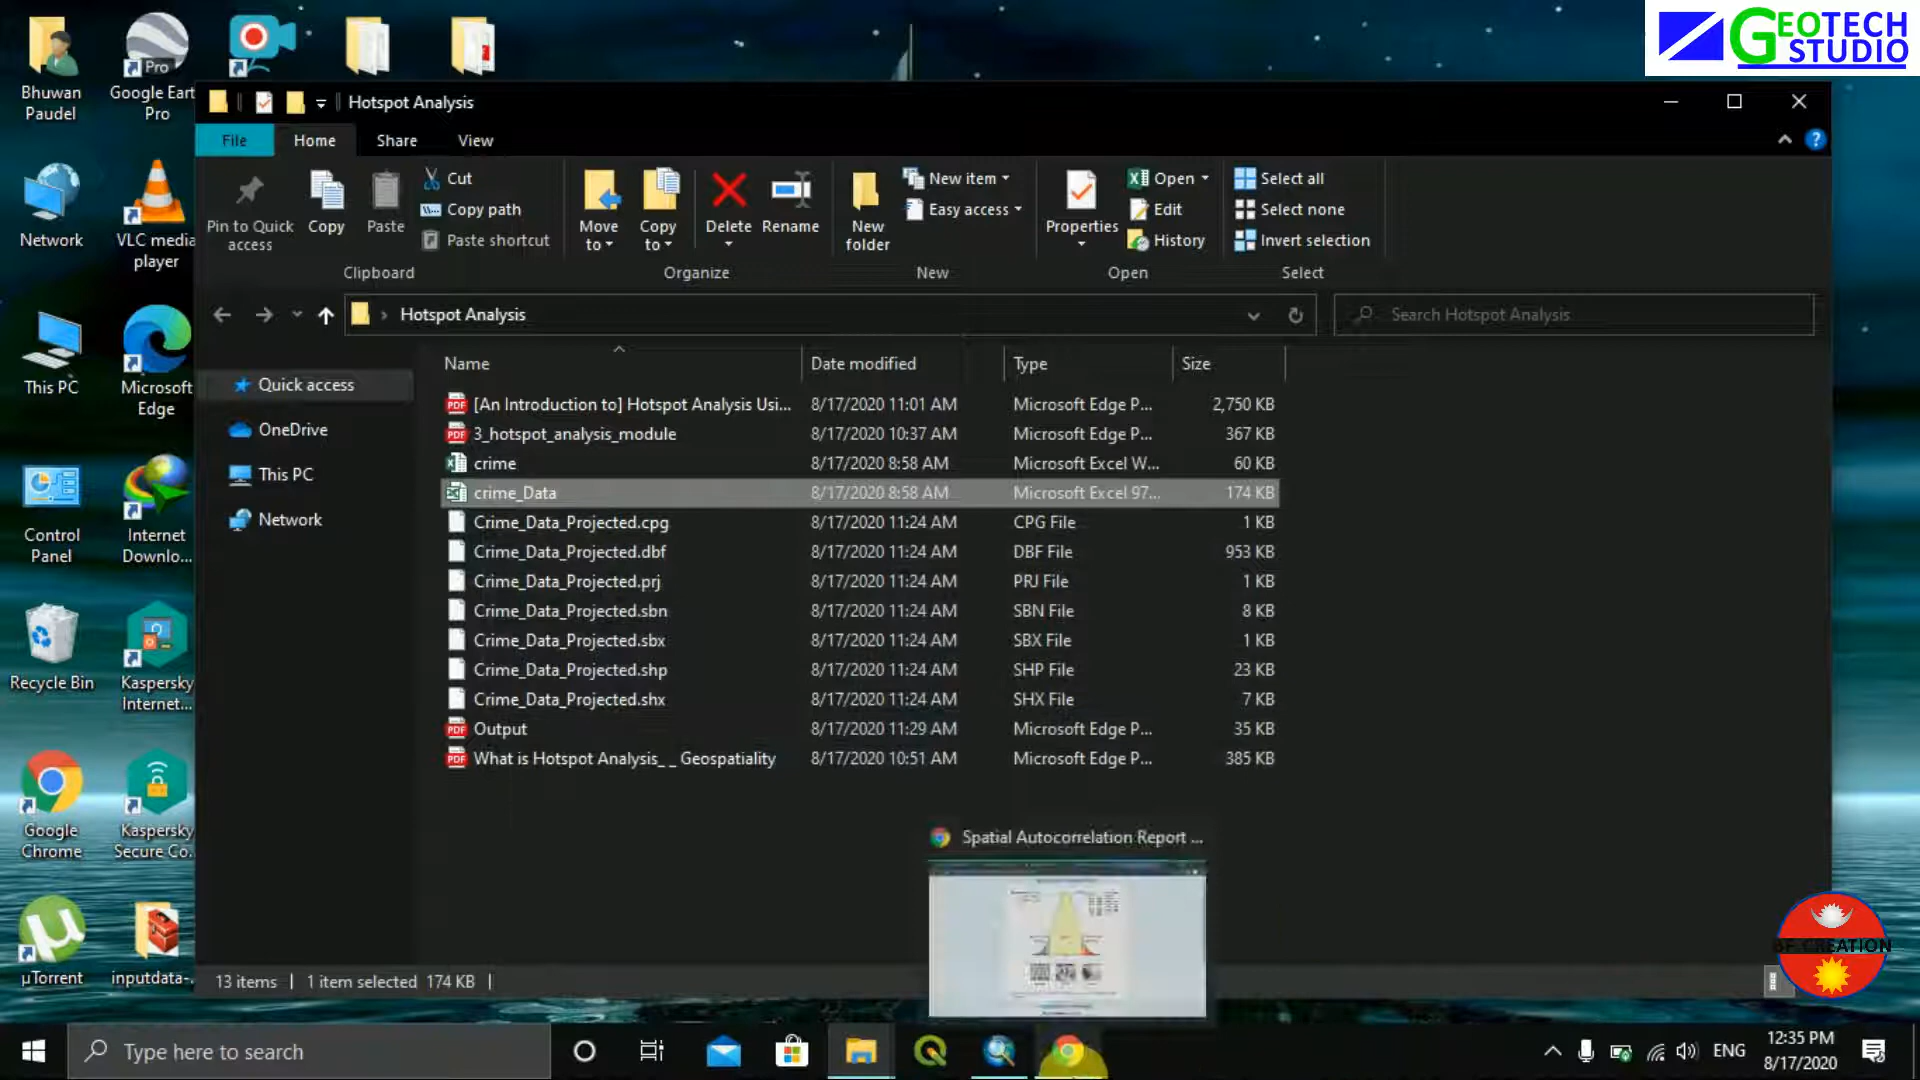 GEOTECH
STUDIO
Bhuwan
Paudel
Google Eart
Pro
Pro
Hotspot Analysis
File
Home
Share
View
Pin to Quick
access
Copy
Paste
Cut
Copy path
Paste shortcut
Clipboard
Move
to
Copy
to
Delete
Rename
Organize
New
folder
New item
Easy access
New
Properties
Open
Edit
History
Open
Select all
Select none
Invert selection
Select
Hotspot Analysis
Search Hotspot Analysis
Network
VLC media
player
This PC
Microsoft
Edge
Control
Panel
Internet
Downlo...
Recycle Bin
Kaspersky
Internet...
Google
Chrome
Kaspersky
Secure Co.
µTorrent
inputdata-.
Quick access
OneDrive
This PC
Network
Name
Date modified
Type
Size
PDF [An Introduction to] Hotspot Analysis Usi... 8/17/2020 11:01 AM Microsoft Edge P... 2,750 KB
PDF 3_hotspot_analysis_module 8/17/2020 10:37 AM Microsoft Edge P... 367 KB
crime 8/17/2020 8:58 AM Microsoft Excel W... 60 KB
crime_Data 8/17/2020 8:58 AM Microsoft Excel 97... 174 KB
Crime_Data_Projected.cpg 8/17/2020 11:24 AM CPG File 1 KB
Crime_Data_Projected.dbf 8/17/2020 11:24 AM DBF File 953 KB
Crime_Data_Projected.prj 8/17/2020 11:24 AM PRJ File 1 KB
Crime_Data_Projected.sbn 8/17/2020 11:24 AM SBN File 8 KB
Crime_Data_Projected.sbx 8/17/2020 11:24 AM SBX File 1 KB
Crime_Data_Projected.shp 8/17/2020 11:24 AM SHP File 23 KB
Crime_Data_Projected.shx 8/17/2020 11:24 AM SHX File 7 KB
PDF Output 8/17/2020 11:29 AM Microsoft Edge P... 35 KB
PDF What is Hotspot Analysis_ _ Geospatiality 8/17/2020 10:51 AM Microsoft Edge P... 385 KB
Spatial Autocorrelation Report ...
CREATION
13 items
1 item selected 174 KB
Type here to search
ENG
12:35 PM
8/17/2020